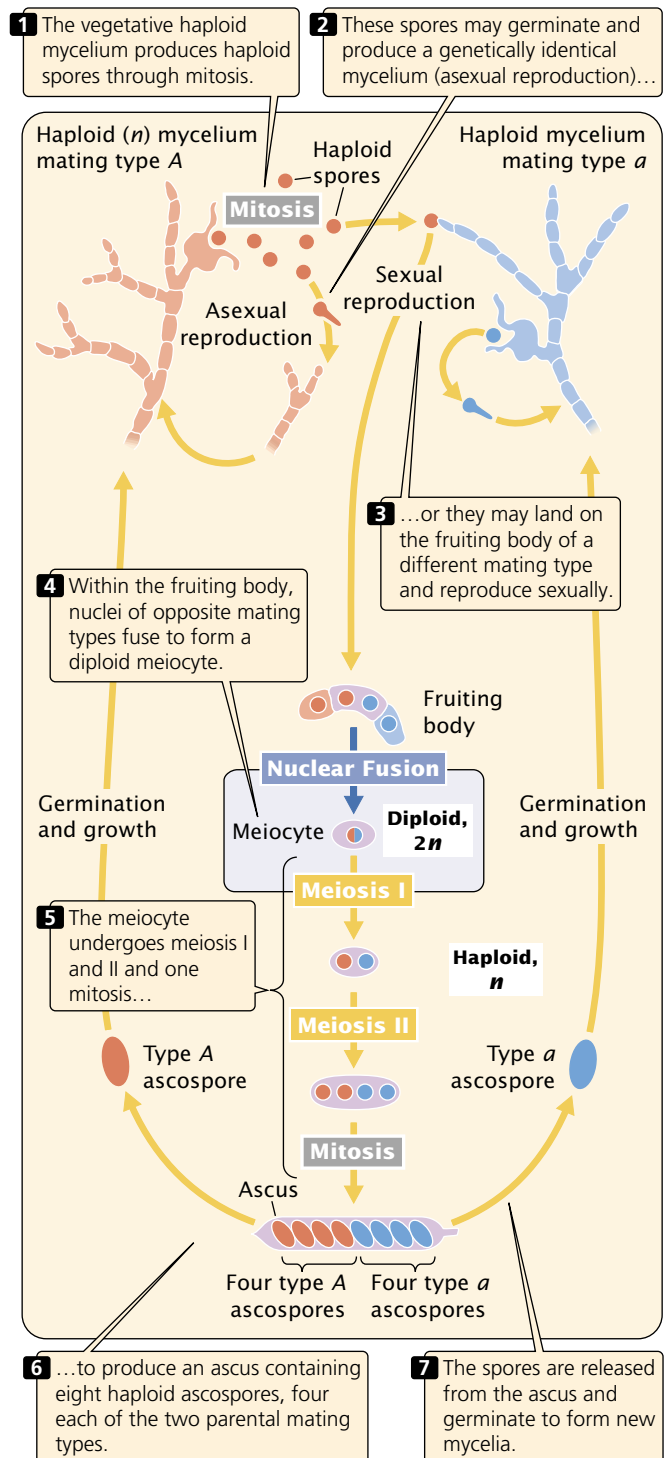 1 The vegetative haploid
mycelium produces haploid
spores through mitosis.
2 These spores may germinate and
produce a genetically identical
mycelium (asexual reproduction)…
Haploid (n) mycelium
mating type A
Haploid
spores
Haploid mycelium
mating type a
Mitosis
Asexual
reproduction
Sexual
reproduction
3 …or they may land on
the fruiting body of a
different mating type
and reproduce sexually.
4 Within the fruiting body,
nuclei of opposite mating
types fuse to form a
diploid meiocyte.
Fruiting
body
Nuclear Fusion
Germination
and growth
Meiocyte
Diploid,
2n
Germination
and growth
Meiosis I
5 The meiocyte
undergoes meiosis I
and II and one
mitosis…
Haploid,
n
Meiosis II
Type A
ascospore
Type a
ascospore
Mitosis
Ascus
Four type A
ascospores
Four type a
ascospores
6 …to produce an ascus containing
eight haploid ascospores, four
each of the two parental mating
types.
7 The spores are released
from the ascus and
germinate to form new
mycelia.